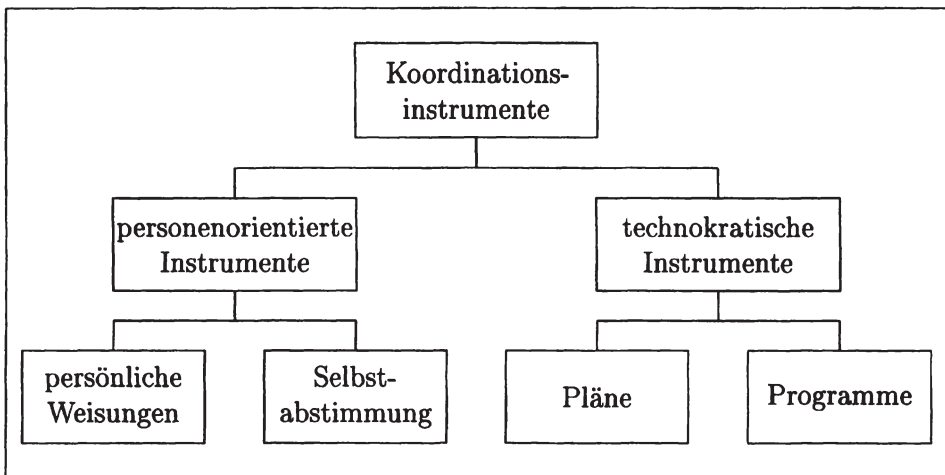 Koordinations-
instrumente
personenorientierte
Instrumente
technokratische
Instrumente
persönliche
Weisungen
Selbst-
abstimmung
Pläne
Programme